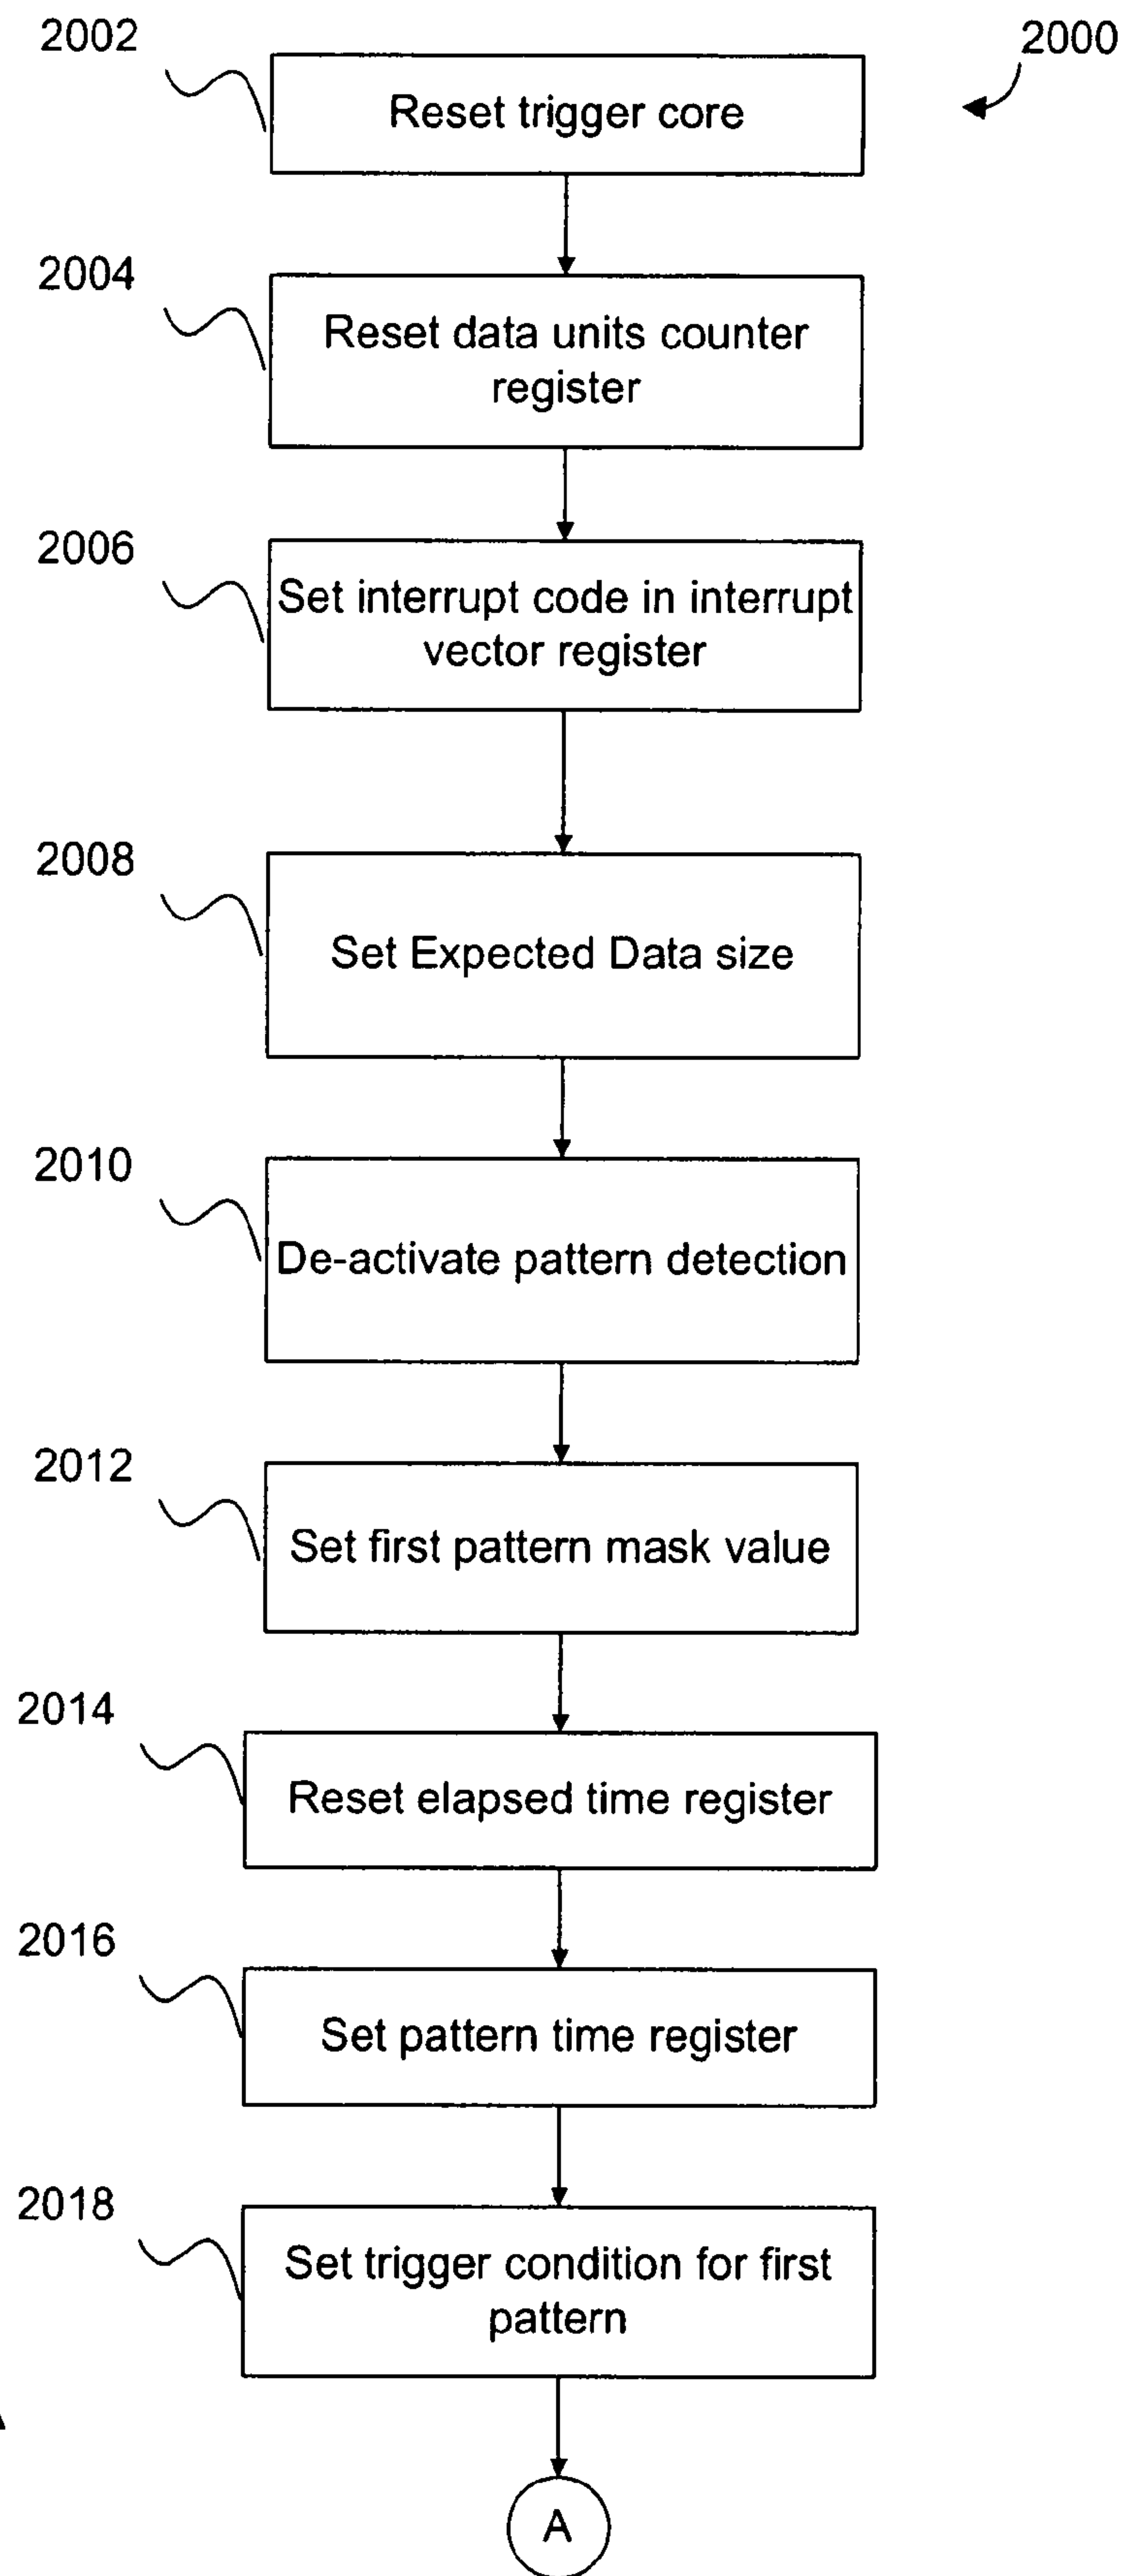 2002
2000
Reset trigger core
2004
Reset data units counter
register
2006
Set interrupt code in interrupt
vector register
2008
Set Expected Data size
2010
De-activate pattern detection
2012
Set first pattern mask value
2014
Reset elapsed time register
2016
Set pattern time register
2018
Set trigger condition for first
pattern
A